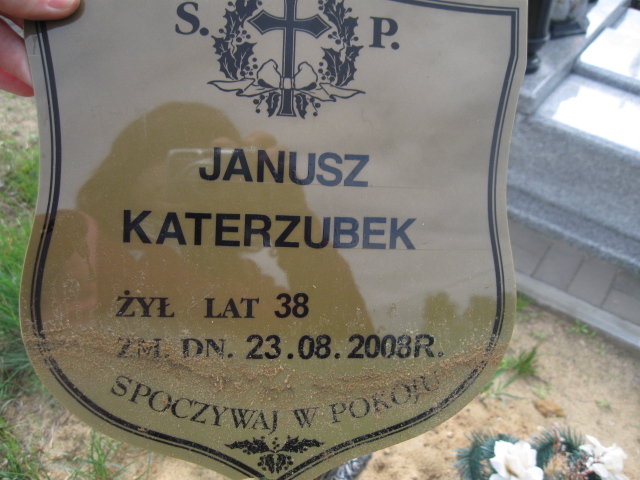 S. P.
JANUSZ
KATERZUBEK
ŻYŁ LAT 38
ZM. DN. 23.08.2008R.
SPOCZYWAJ W POKOJU